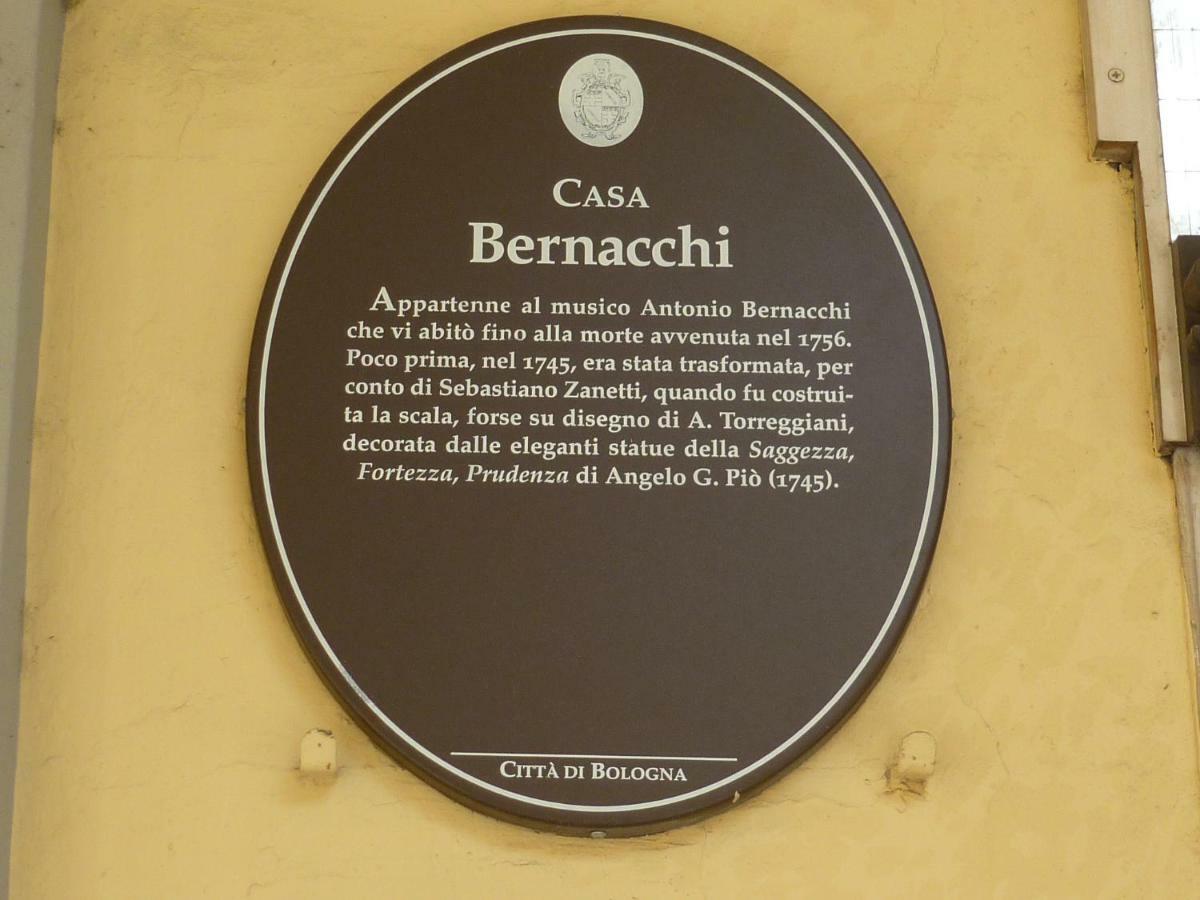 CASA
Bernacchi
Appartenne al musico Antonio Bernacchi
che vi abitò fino alla morte avvenuta nel 1756.
Poco prima, nel 1745, era stata trasformata, per
conto di Sebastiano Zanetti, quando fu costrui-
ta la scala, forse su disegno di A. Torreggiani,
decorata dalle eleganti statue della Saggezza,
Fortezza, Prudenza di Angelo G. Piò (1745).
CITTÀ DI BOLOGNA